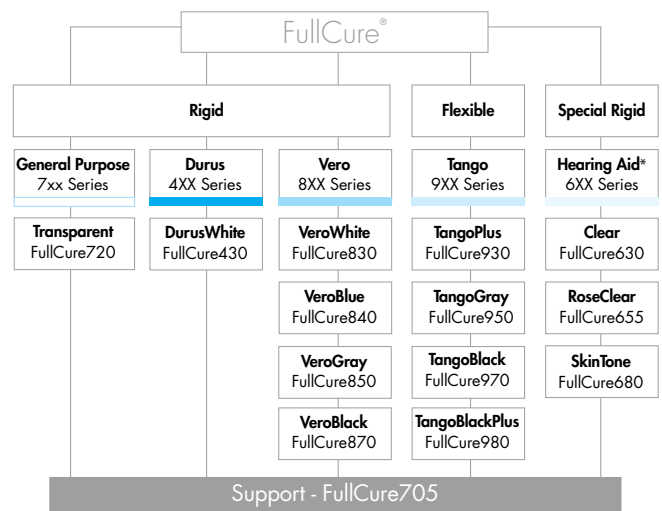 FullCure®
Rigid
Flexible
Special Rigid
General Purpose
7xx Series
Durus
4XX Series
Vero
8XX Series
Tango
9XX Series
Hearing Aid*
6XX Series
Transparent
FullCure720
DurusWhite
FullCure430
VeroWhite
FullCure830
TangoPlus
FullCure930
Clear
FullCure630
VeroBlue
FullCure840
TangoGray
FullCure950
RoseClear
FullCure655
VeroGray
FullCure850
TangoBlack
FullCure970
SkinTone
FullCure680
VeroBlack
FullCure870
TangoBlackPlus
FullCure980
Support - FullCure705